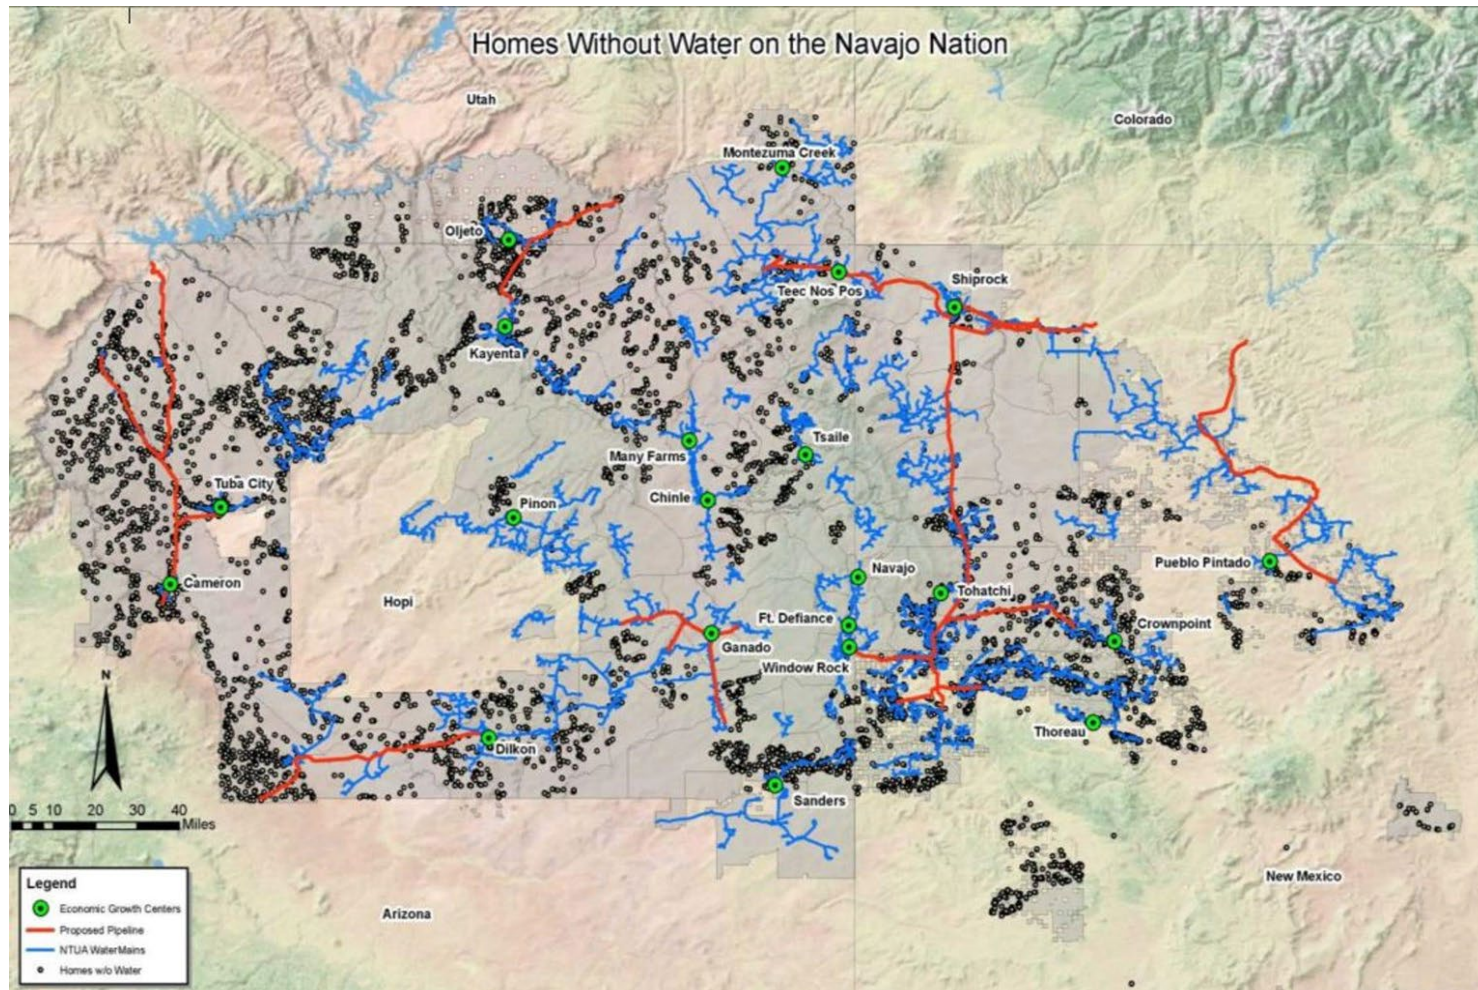 Homes Without Water on the Navajo Nation
Utah
Colorado
Montezuma Creek
Oljeto
Teec Nos Pos
Shiprock
Kayenta
Tsaile
Many Farms
Tuba City
Chinle
Pinon
Pueblo Pintado
Navajo
Cameron
Tohatchi
Hopi
Ft. Defiance
Crownpoint
Ganado
Window Rock
N
Thoreau
Dilkon
Sanders
0 5 10 20 30 40
Miles
New Mexico
Arizona
Legend
Economic Growth Centers
Proposed Pipeline
NTUA WaterMains
Homes w/o Water